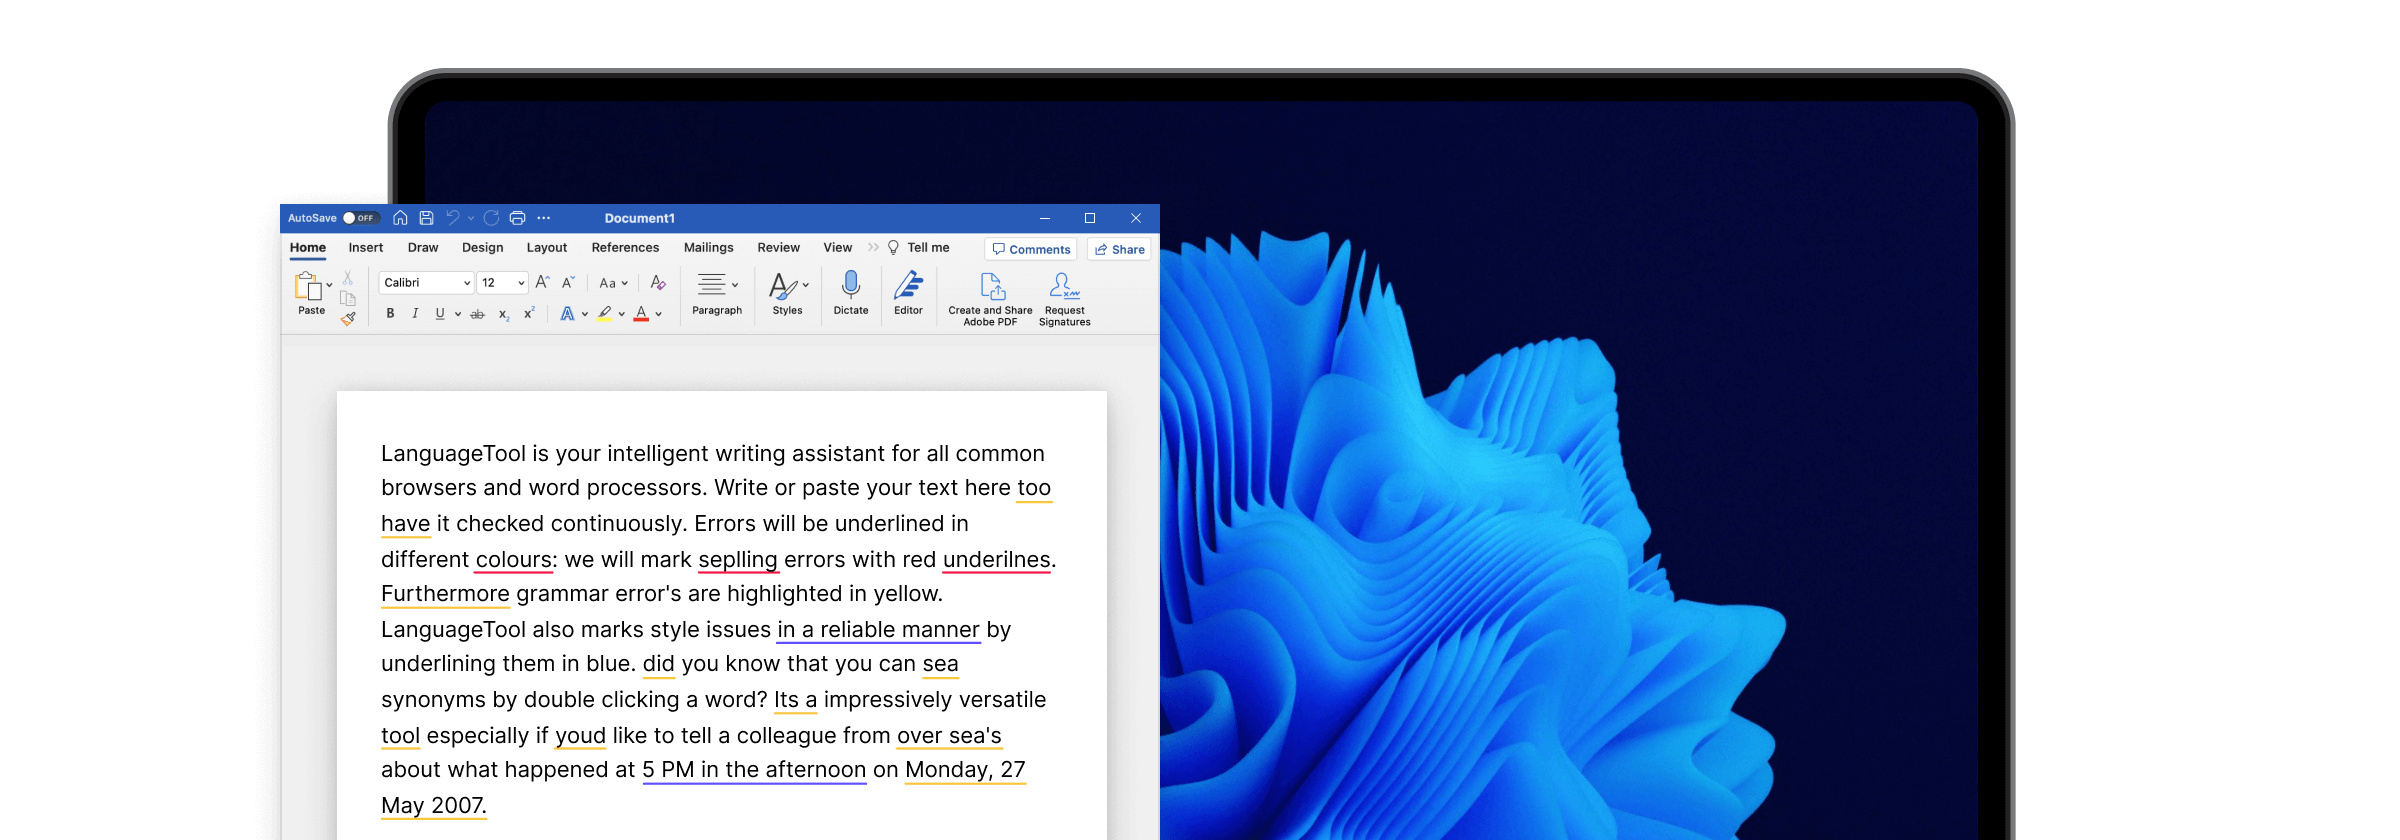 AutoSave OFF Document1
Home Insert Draw Design Layout References Mailings Review View Tell me Comments Share
Calibri 12 Aa
Paste B I U ab x2 x2 A A Paragraph Styles Dictate Editor Create and Share Adobe PDF Request Signatures
LanguageTool is your intelligent writing assistant for all common
browsers and word processors. Write or paste your text here too
have it checked continuously. Errors will be underlined in
different colours: we will mark seplling errors with red underilnes.
Furthermore grammar error's are highlighted in yellow.
LanguageTool also marks style issues in a reliable manner by
underlining them in blue. did you know that you can sea
synonyms by double clicking a word? Its a impressively versatile
tool especially if youd like to tell a colleague from over sea's
about what happened at 5 PM in the afternoon on Monday, 27
May 2007.